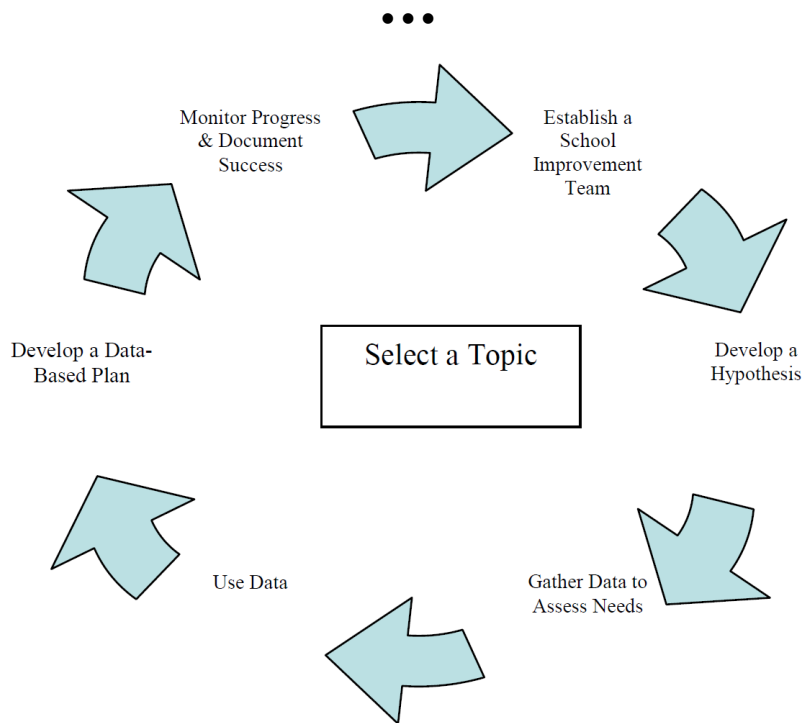 ...
Monitor Progress
& Document
Success
Establish a
School
Improvement
Team
Develop a
Hypothesis
Gather Data to
Assess Needs
Use Data
Develop a Data-
Based Plan
Select a Topic